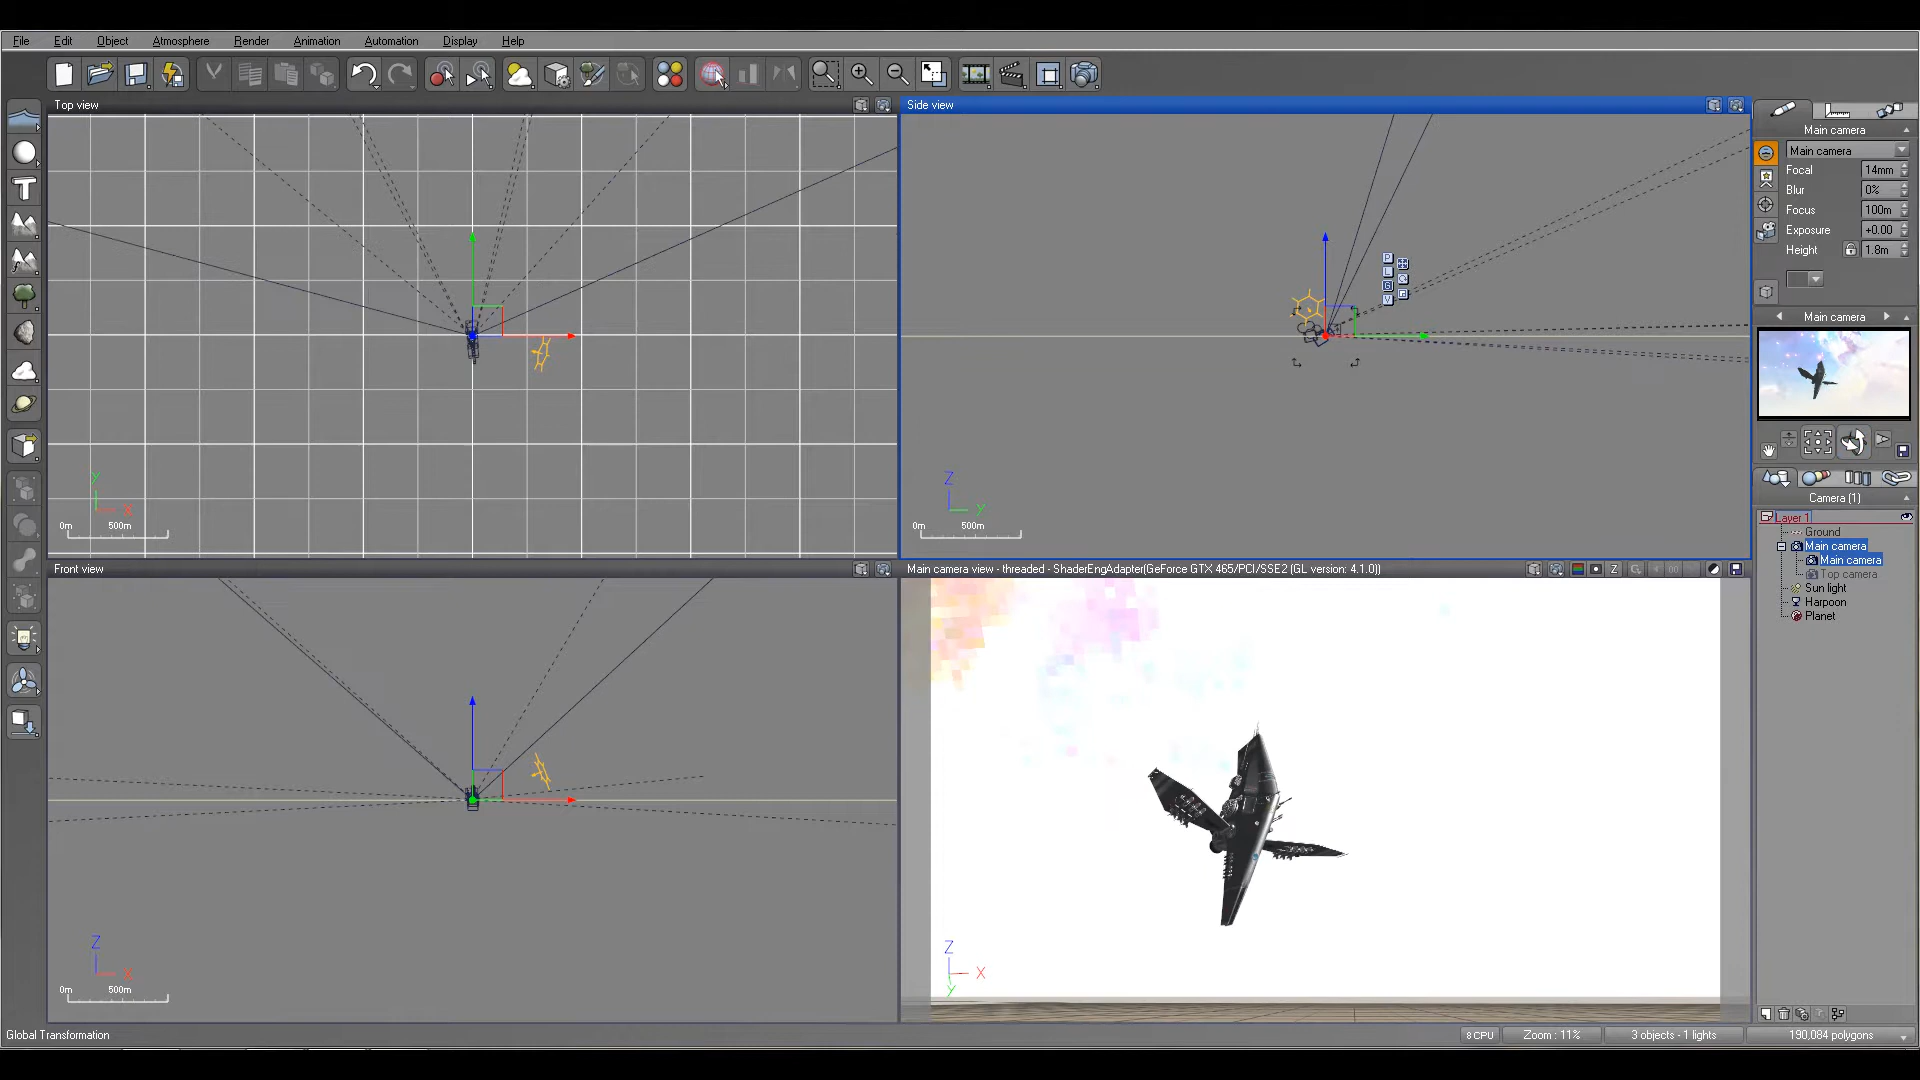 File Edit Object Atmosphere Render Animation Automation Display Help
Top view
Side view
Main camera
Main camera
Focal 14mm
Blur 0%
Focus 100m
Exposure +0.00
Height 1.8m
P
L
G
V
Main camera
Y
X
0m 500m
Z
Y
0m 500m
Camera (1)
Layer 1
Ground
Main camera
Main camera
Top camera
Sun light
Harpoon
Planet
Front view
Main camera view - threaded - ShaderEngAdapter(GeForce GTX 465/PCI/SSE2 (GL version: 4.1.0))
Z
Z
X
0m 500m
Z
X
Y
Global Transformation
8 CPU
Zoom : 11%
3 objects - 1 lights
190,084 polygons